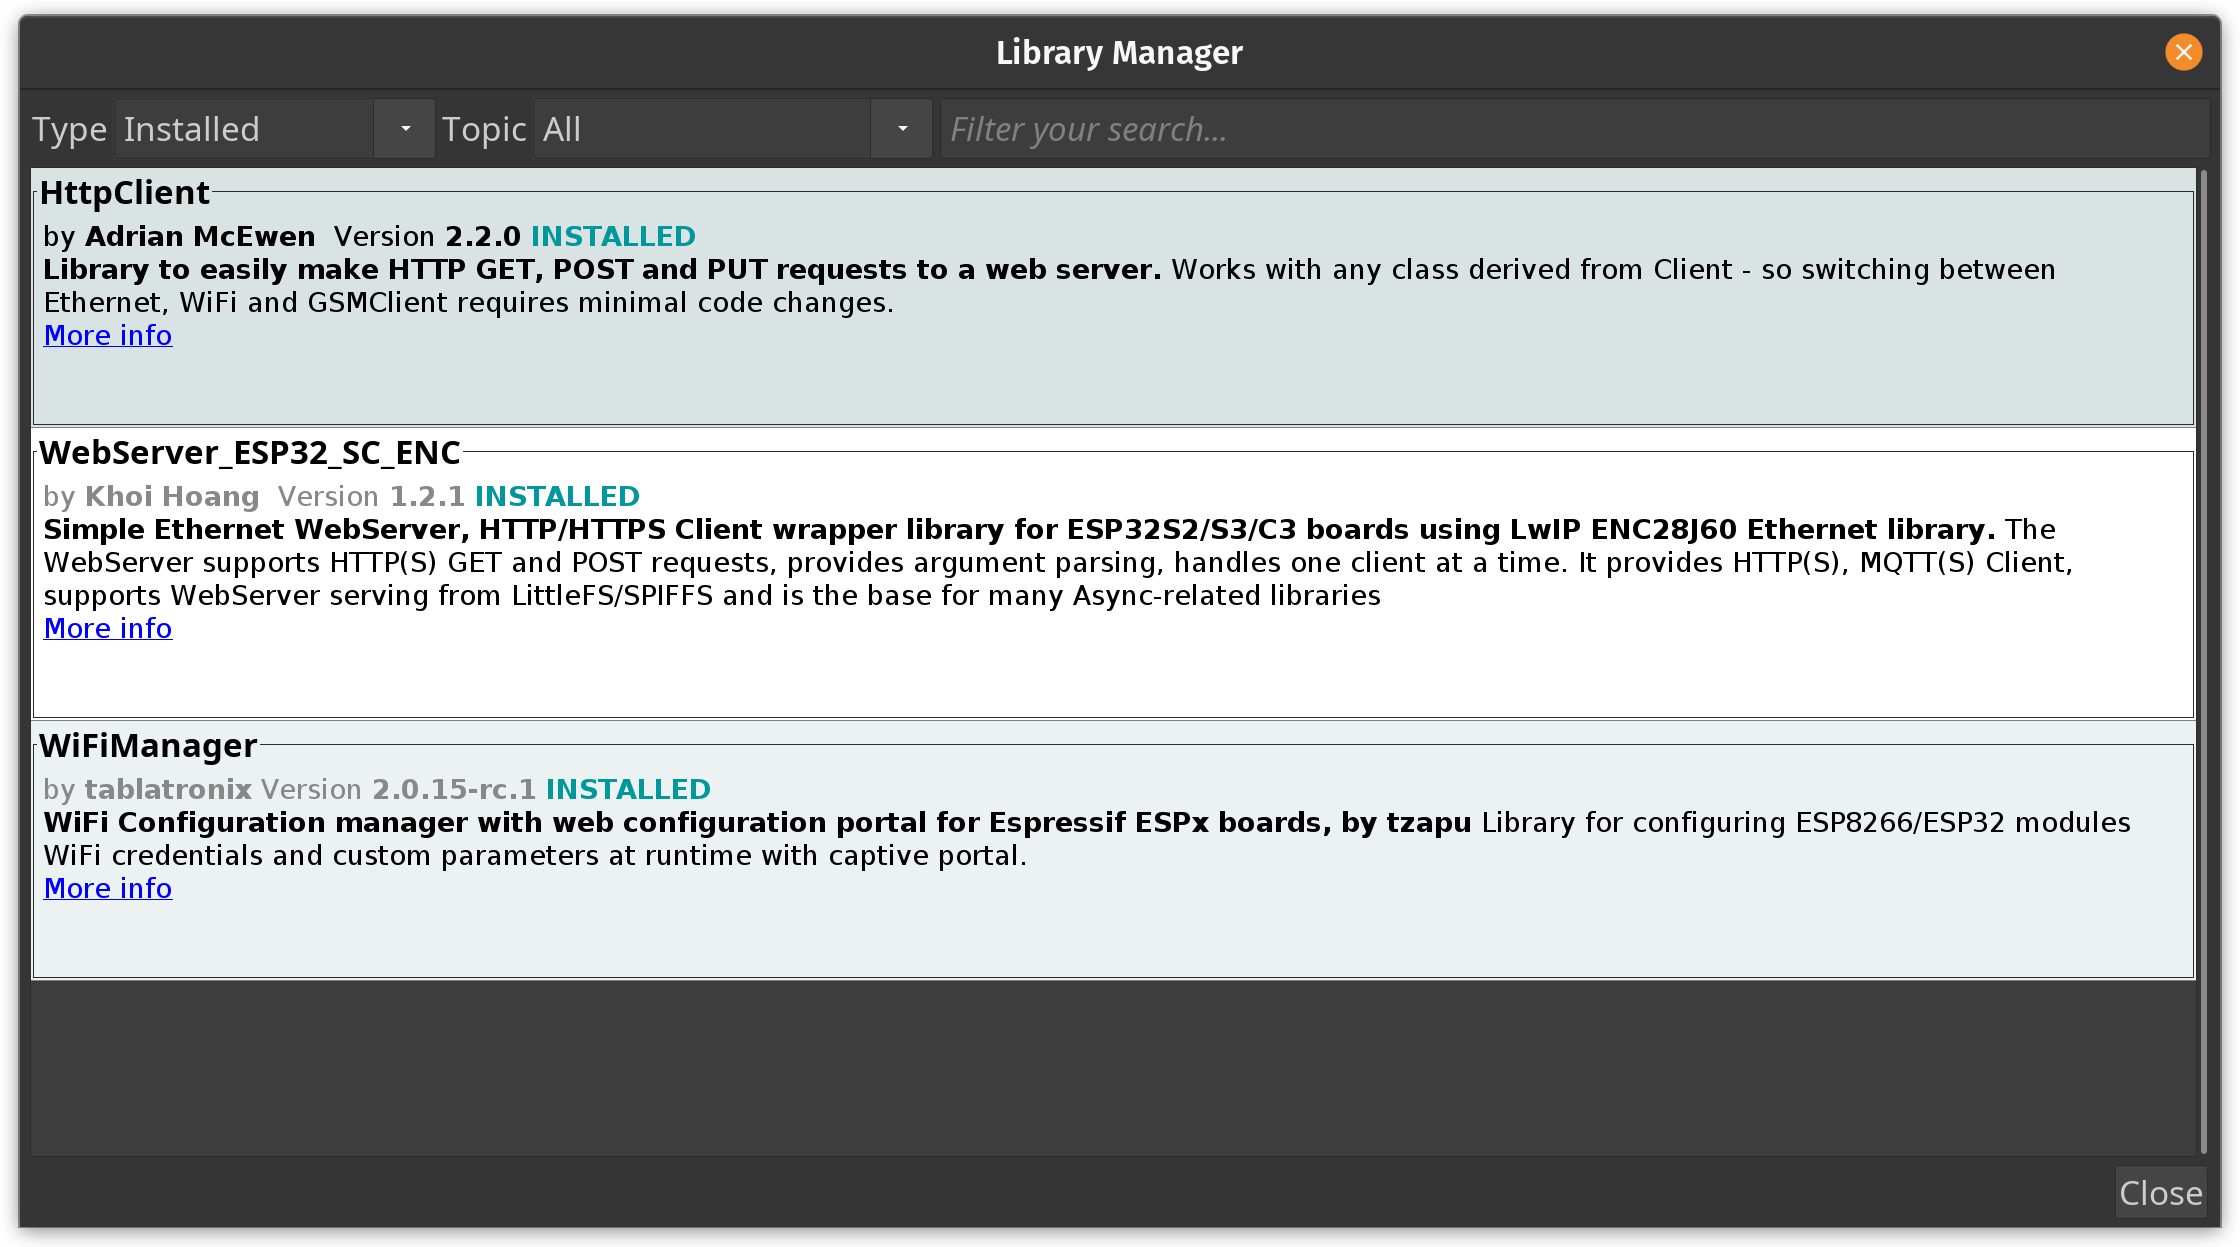 Library Manager
Type Installed Topic All Filter your search...
HttpClient
by Adrian McEwen Version 2.2.0 INSTALLED
Library to easily make HTTP GET, POST and PUT requests to a web server. Works with any class derived from Client - so switching between
Ethernet, WiFi and GSMClient requires minimal code changes.
More info
WebServer_ESP32_SC_ENC
by Khoi Hoang Version 1.2.1 INSTALLED
Simple Ethernet WebServer, HTTP/HTTPS Client wrapper library for ESP32S2/S3/C3 boards using LwIP ENC28J60 Ethernet library. The
WebServer supports HTTP(S) GET and POST requests, provides argument parsing, handles one client at a time. It provides HTTP(S), MQTT(S) Client,
supports WebServer serving from LittleFS/SPIFFS and is the base for many Async-related libraries
More info
WiFiManager
by tablatronix Version 2.0.15-rc.1 INSTALLED
WiFi Configuration manager with web configuration portal for Espressif ESPx boards, by tzapu Library for configuring ESP8266/ESP32 modules
WiFi credentials and custom parameters at runtime with captive portal.
More info
Close